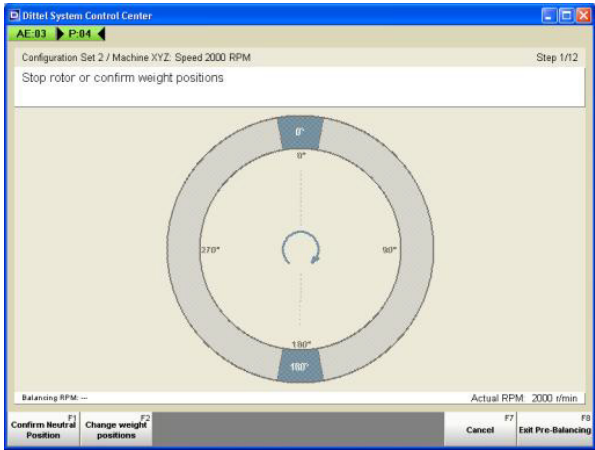 Dittel System Control Center
AE:03 P:04
Configuration Set 2 / Machine XYZ: Speed 2000 RPM Step 1/12
Stop rotor or confirm weight positions
0°
0°
270° 90°
180°
180°
Balancing RPM: -- Actual RPM: 2000 r/min
F1 F2 F7 F8
Confirm Neutral Position
Change weight positions
Cancel
Exit Pre-Balancing